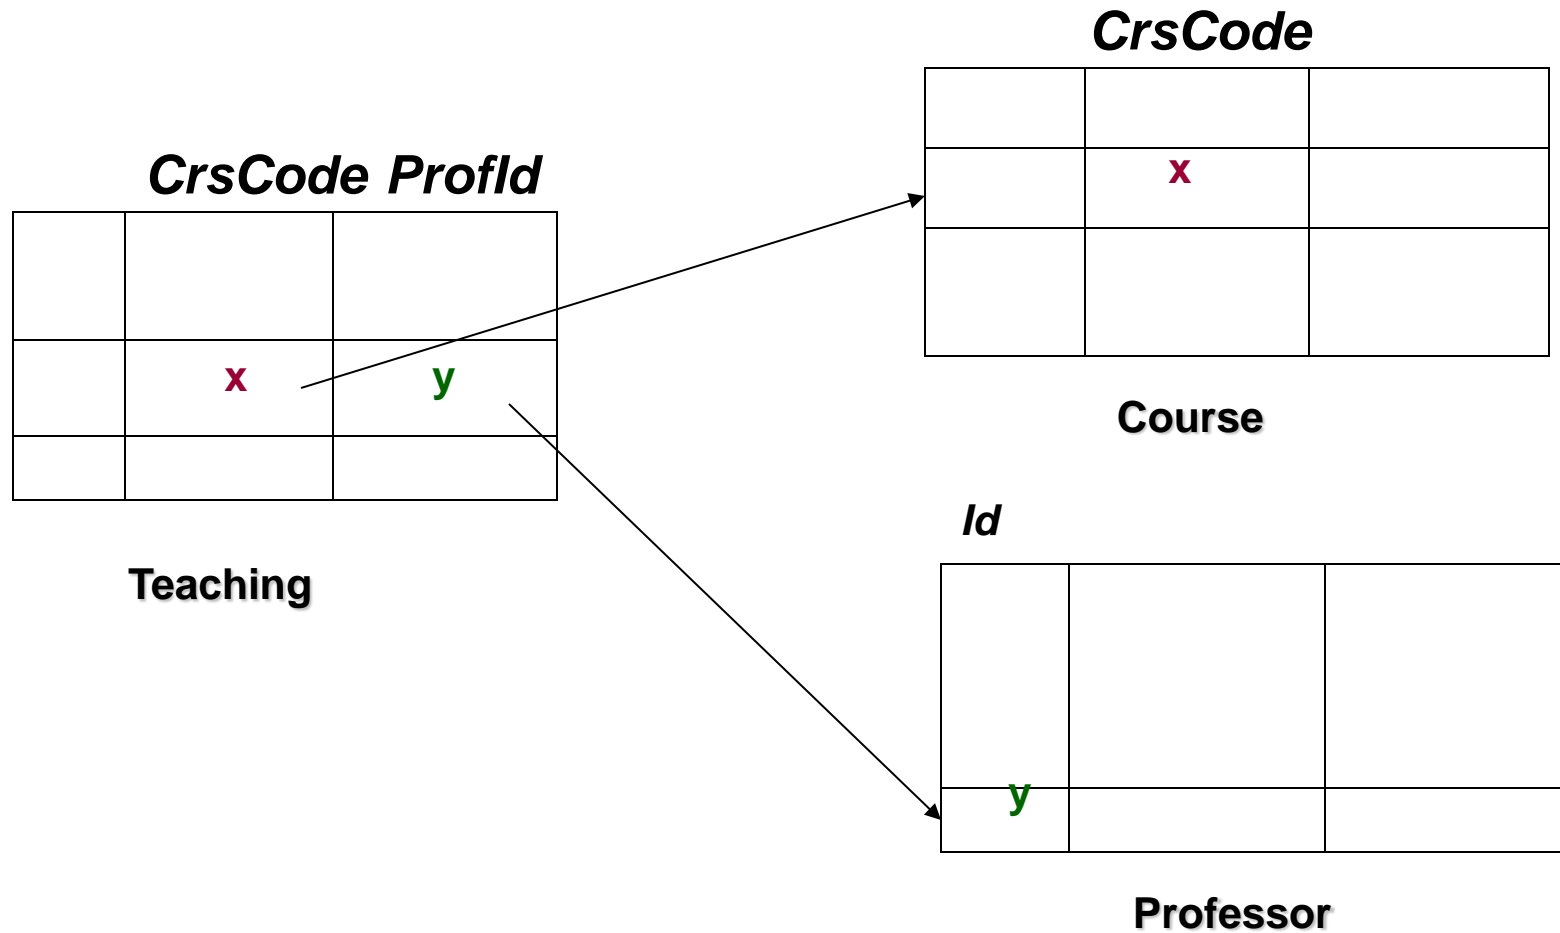 CrsCode
CrsCode ProfId
x
x y
Course
Id
Teaching
y
Professor